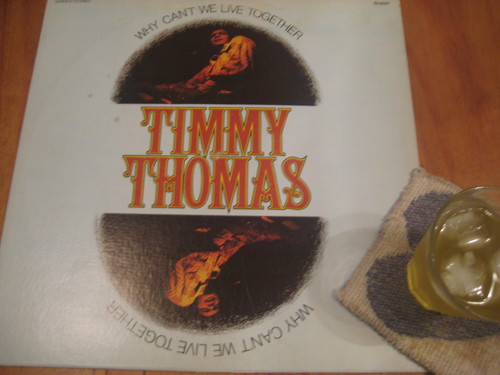 WHY CAN'T WE LIVE TOGETHER
TIMMY
THOMAS
WHY CAN'T WE LIVE TOGETHER